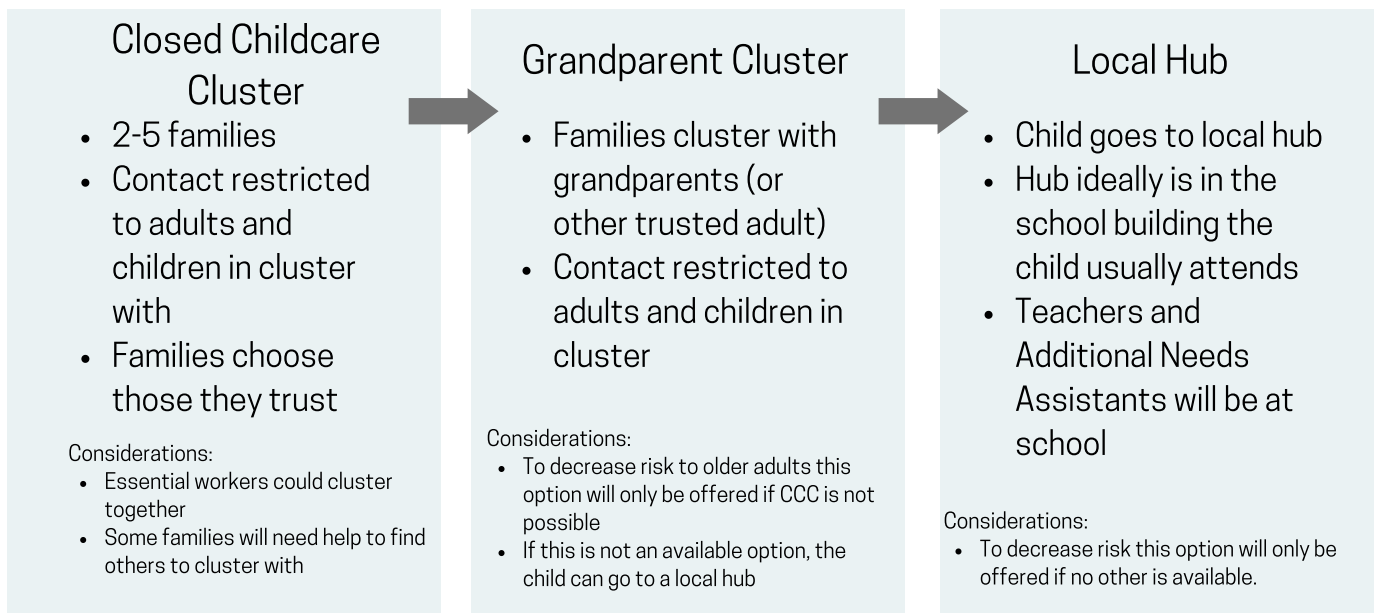 Closed Childcare
Cluster
• 2-5 families
• Contact restricted
to adults and
children in cluster
with
• Families choose
those they trust
Considerations:
• Essential workers could cluster
together
• Some families will need help to find
others to cluster with
Grandparent Cluster
• Families cluster with
grandparents (or
other trusted adult)
• Contact restricted to
adults and children in
cluster
Considerations:
• To decrease risk to older adults this
option will only be offered if CCC is not
possible
• If this is not an available option, the
child can go to a local hub
Local Hub
• Child goes to local hub
• Hub ideally is in the
school building the
child usually attends
• Teachers and
Additional Needs
Assistants will be at
school
Considerations:
• To decrease risk this option will only be
offered if no other is available.